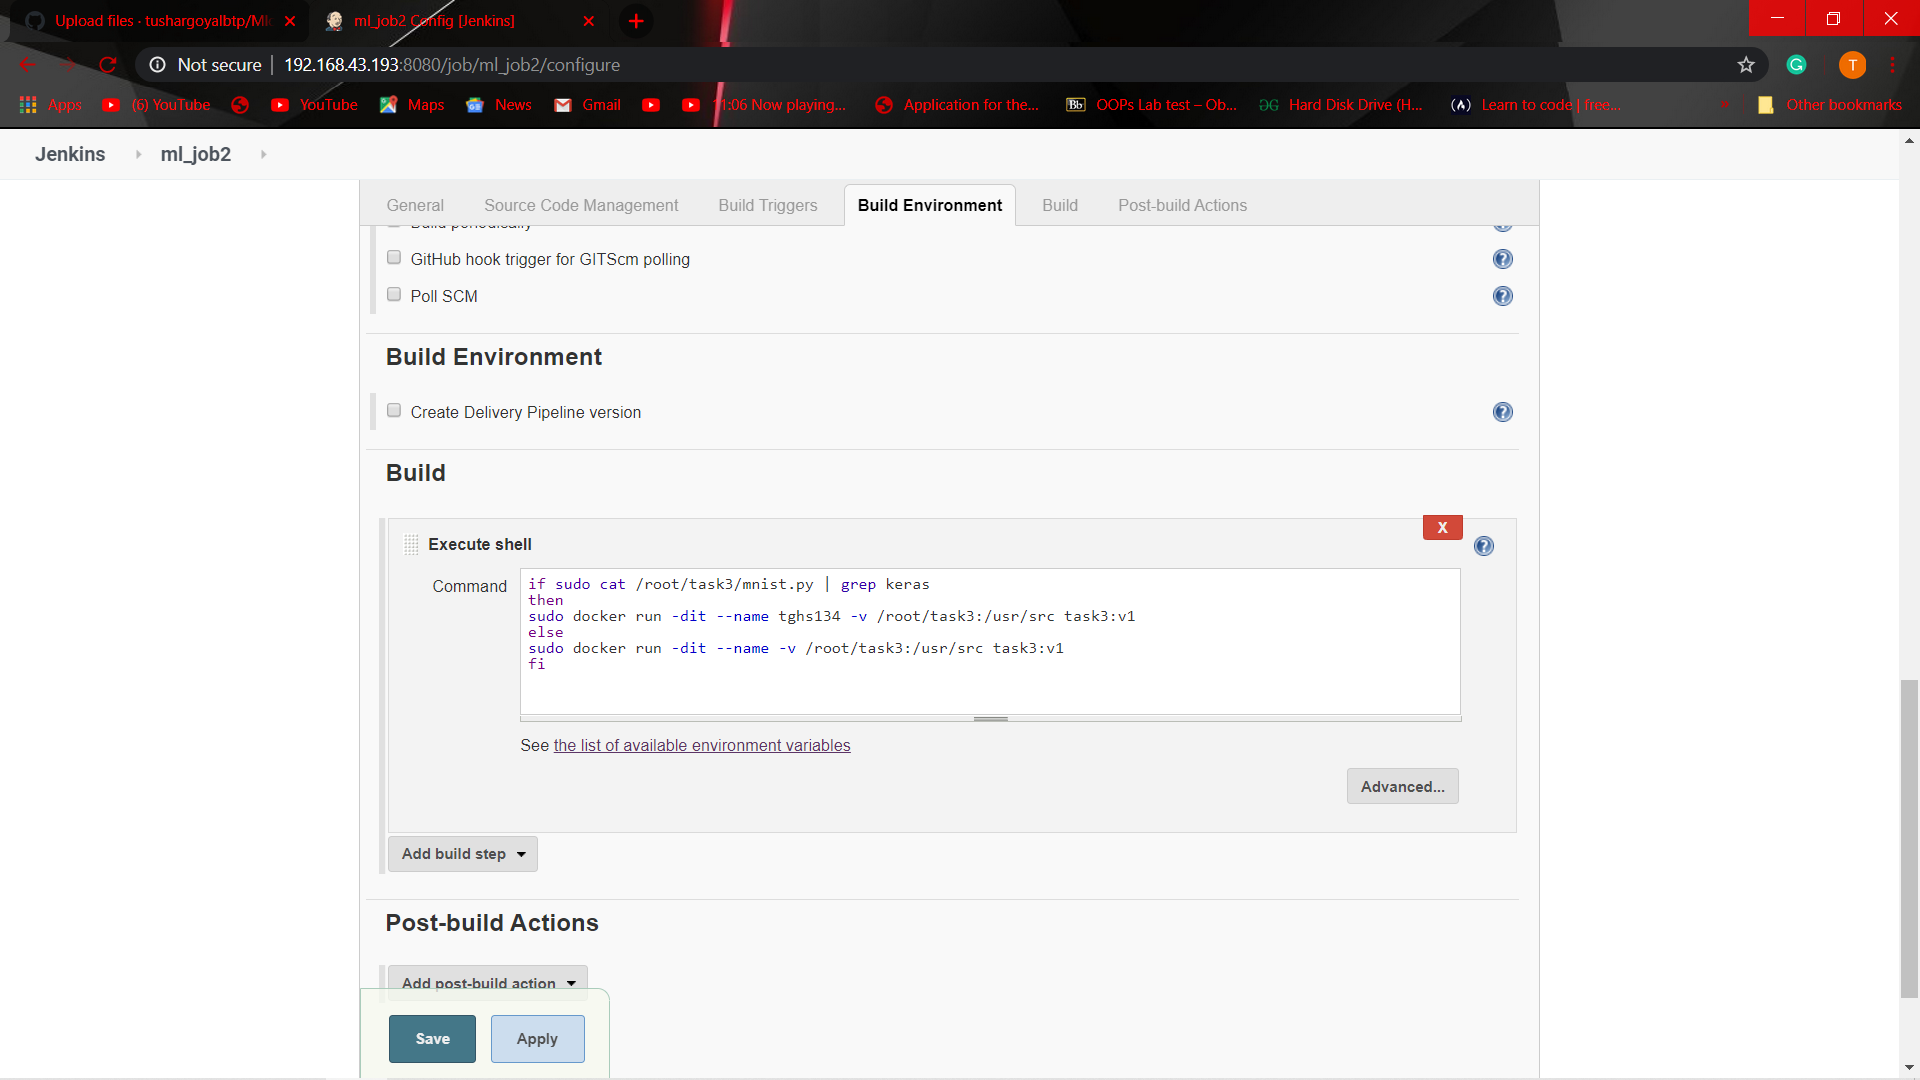 Upload files · tushargoyalbtp/Ml
ml_job2 Config [Jenkins]
Not secure | 192.168.43.193:8080/job/ml_job2/configure
T
Apps
(6) YouTube
YouTube
Maps
News
Gmail
11:06 Now playing...
Application for the...
Bb OOPs Lab test – Ob...
Hard Disk Drive (H...
Learn to code | free...
»
Other bookmarks
Jenkins
ml_job2
General
Source Code Management
Build Triggers
Build Environment
Build
Post-build Actions
Build periodically
GitHub hook trigger for GITScm polling
Poll SCM
Build Environment
Create Delivery Pipeline version
Build
X
Execute shell
Command
if sudo cat /root/task3/mnist.py | grep keras
then
sudo docker run -dit --name tghs134 -v /root/task3:/usr/src task3:v1
else
sudo docker run -dit --name -v /root/task3:/usr/src task3:v1
fi
See the list of available environment variables
Advanced...
Add build step
Post-build Actions
Add post-build action
Save
Apply